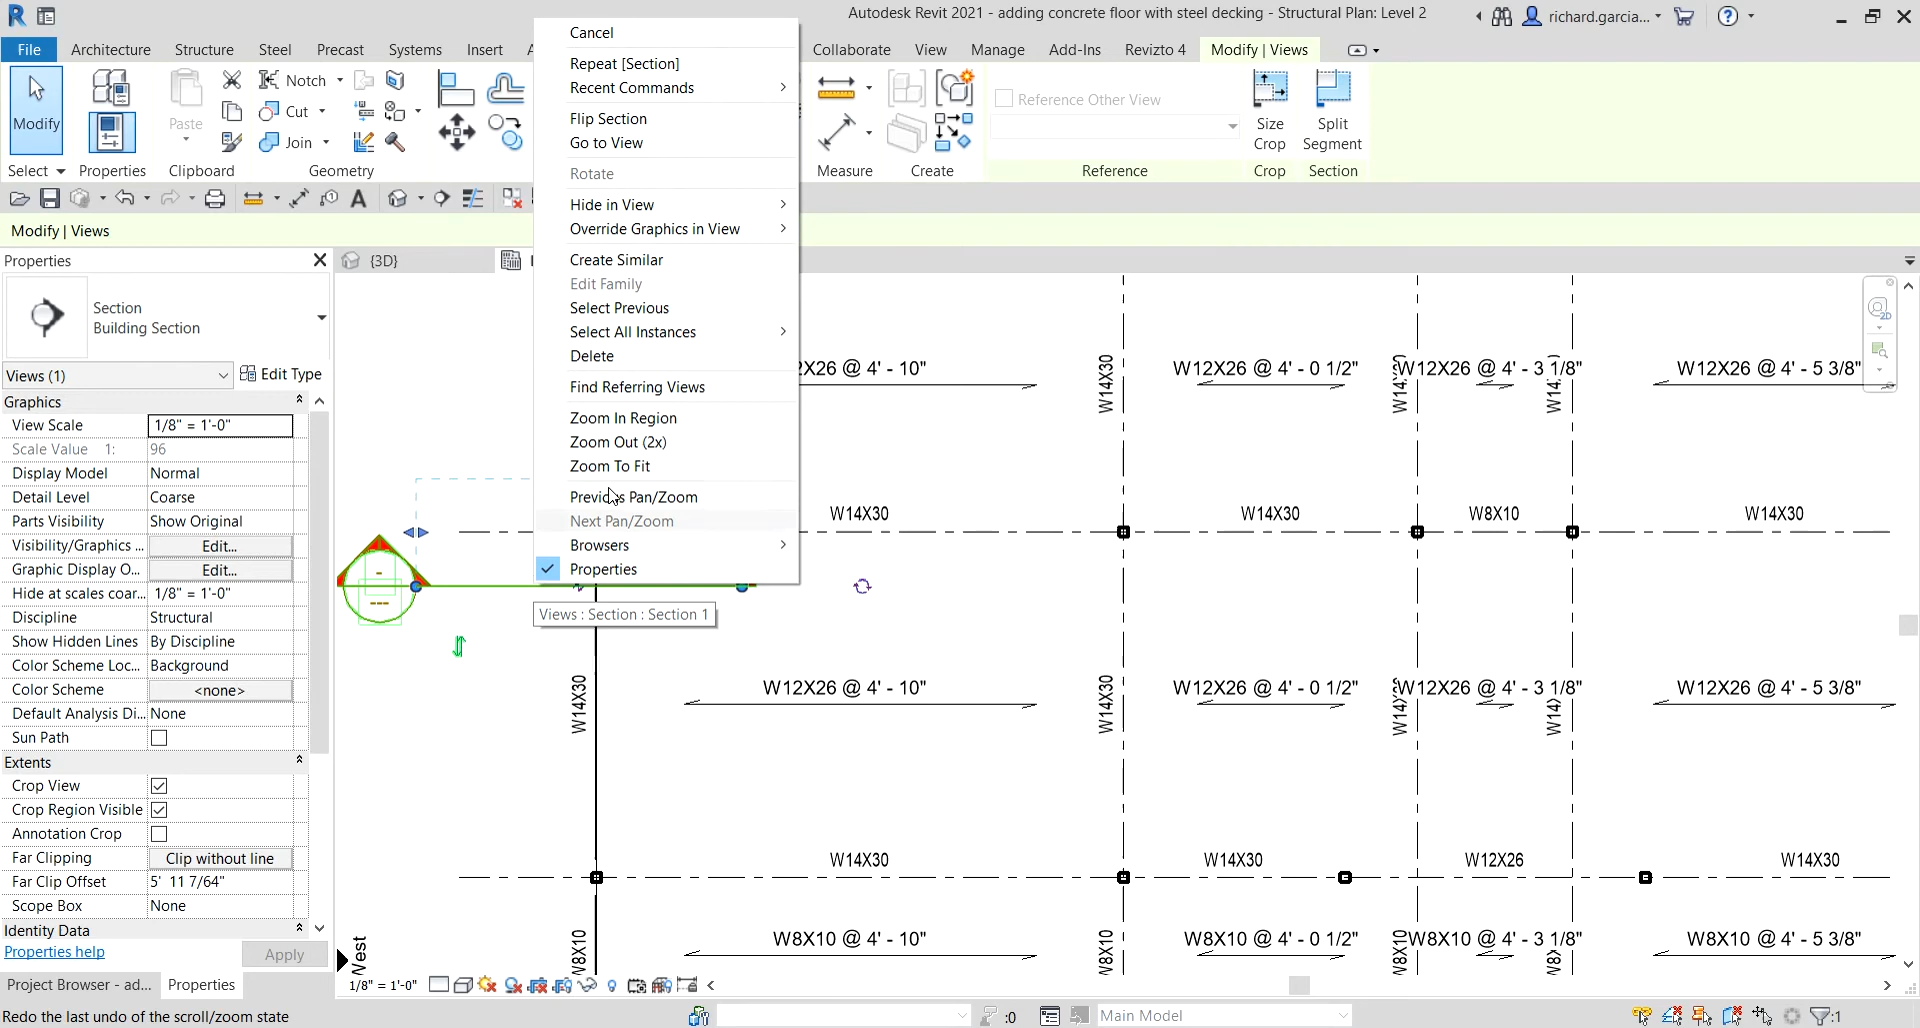 Autodesk Revit 2021 - adding concrete floor with steel decking - Structural Plan: Level 2
richard.garcia...
File
Architecture
Structure
Steel
Precast
Systems
Insert
Collaborate
View
Manage
Add-Ins
Revizto 4
Modify | Views
Modify
Paste
Notch
Cut
Join
Reference Other View
Size
Crop
Split
Segment
Select
Properties
Clipboard
Geometry
Measure
Create
Reference
Crop
Section
Modify | Views
Properties
{3D}
Section
Building Section
Views (1)
Edit Type
Graphics
View Scale 1/8" = 1'-0"
Scale Value 1: 96
Display Model Normal
Detail Level Coarse
Parts Visibility Show Original
Visibility/Graphics ... Edit...
Graphic Display O... Edit...
Hide at scales coar... 1/8" = 1'-0"
Discipline Structural
Show Hidden Lines By Discipline
Color Scheme Loc... Background
Color Scheme <none>
Default Analysis Di... None
Sun Path
Extents
Crop View
Crop Region Visible
Annotation Crop
Far Clipping Clip without line
Far Clip Offset 5' 11 7/64"
Scope Box None
Identity Data
Properties help
Apply
Project Browser - ad...
Properties
Redo the last undo of the scroll/zoom state
Cancel
Repeat [Section]
Recent Commands
Flip Section
Go to View
Rotate
Hide in View
Override Graphics in View
Create Similar
Edit Family
Select Previous
Select All Instances
Delete
Find Referring Views
Zoom In Region
Zoom Out (2x)
Zoom To Fit
Previous Pan/Zoom
Next Pan/Zoom
Browsers
Properties
Views : Section : Section 1
2X26 @ 4' - 10"
W14X30
W12X26 @ 4' - 0 1/2"
W12X26 @ 4' - 3 1/8"
W12X26 @ 4' - 5 3/8"
W14X30
W14X30
W8X10
W14X30
W14X30
W12X26 @ 4' - 10"
W14X30
W12X26 @ 4' - 0 1/2"
W12X26 @ 4' - 3 1/8"
W12X26 @ 4' - 5 3/8"
W14X30
W14X30
W12X26
W14X30
W8X10
W8X10 @ 4' - 10"
W8X10
W8X10 @ 4' - 0 1/2"
W8X10 @ 4' - 3 1/8"
W8X10 @ 4' - 5 3/8"
1/8" = 1'-0"
:0
Main Model
:1
2D